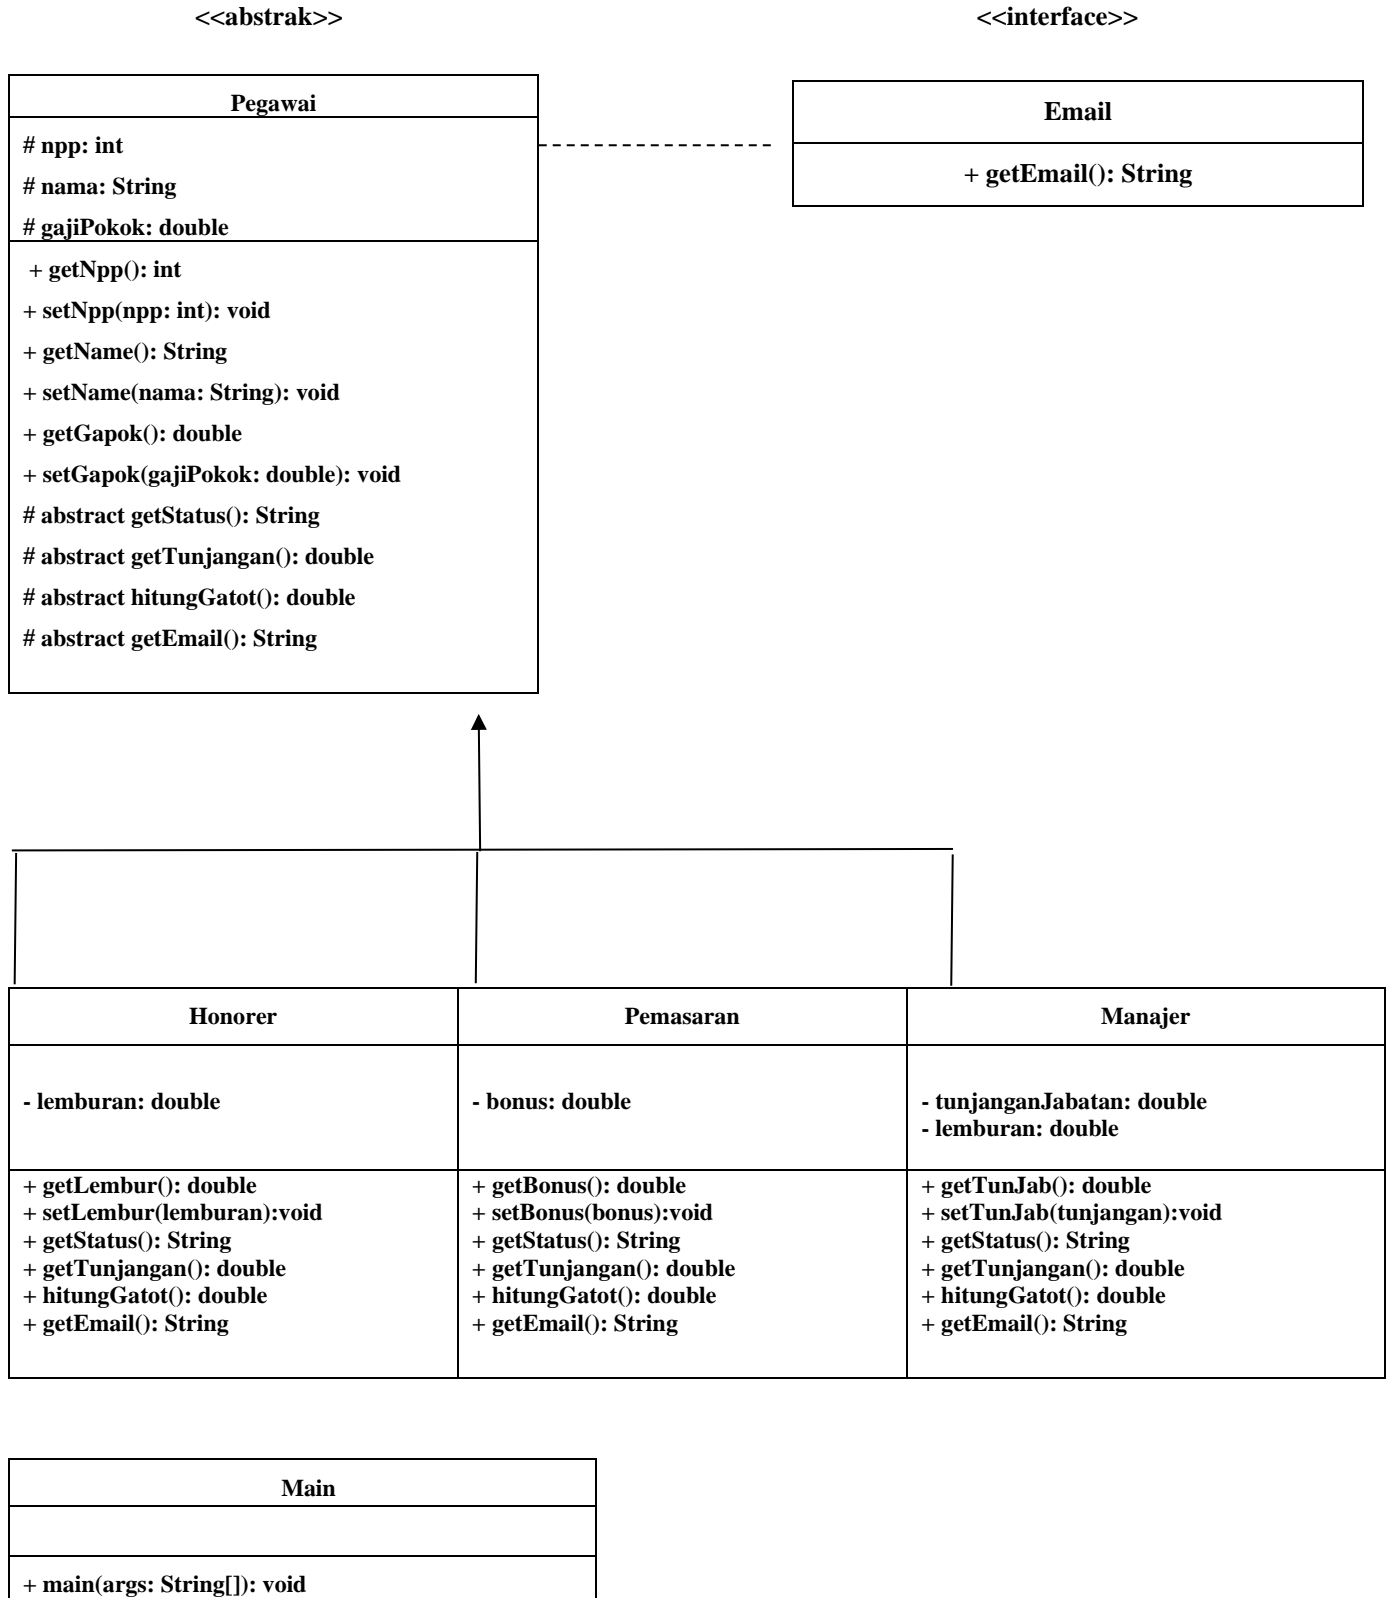 <<abstrak>>
<<interface>>
Pegawai
# npp: int
# nama: String
# gajiPokok: double
+ getNpp(): int
+ setNpp(npp: int): void
+ getName(): String
+ setName(nama: String): void
+ getGapok(): double
+ setGapok(gajiPokok: double): void
# abstract getStatus(): String
# abstract getTunjangan(): double
# abstract hitungGatot(): double
# abstract getEmail(): String
Email
+ getEmail(): String
Honorer
- lemburan: double
+ getLembur(): double
+ setLembur(lemburan):void
+ getStatus(): String
+ getTunjangan(): double
+ hitungGatot(): double
+ getEmail(): String
Pemasaran
- bonus: double
+ getBonus(): double
+ setBonus(bonus):void
+ getStatus(): String
+ getTunjangan(): double
+ hitungGatot(): double
+ getEmail(): String
Manajer
- tunjanganJabatan: double
- lemburan: double
+ getTunJab(): double
+ setTunJab(tunjangan):void
+ getStatus(): String
+ getTunjangan(): double
+ hitungGatot(): double
+ getEmail(): String
Main
+ main(args: String[]): void